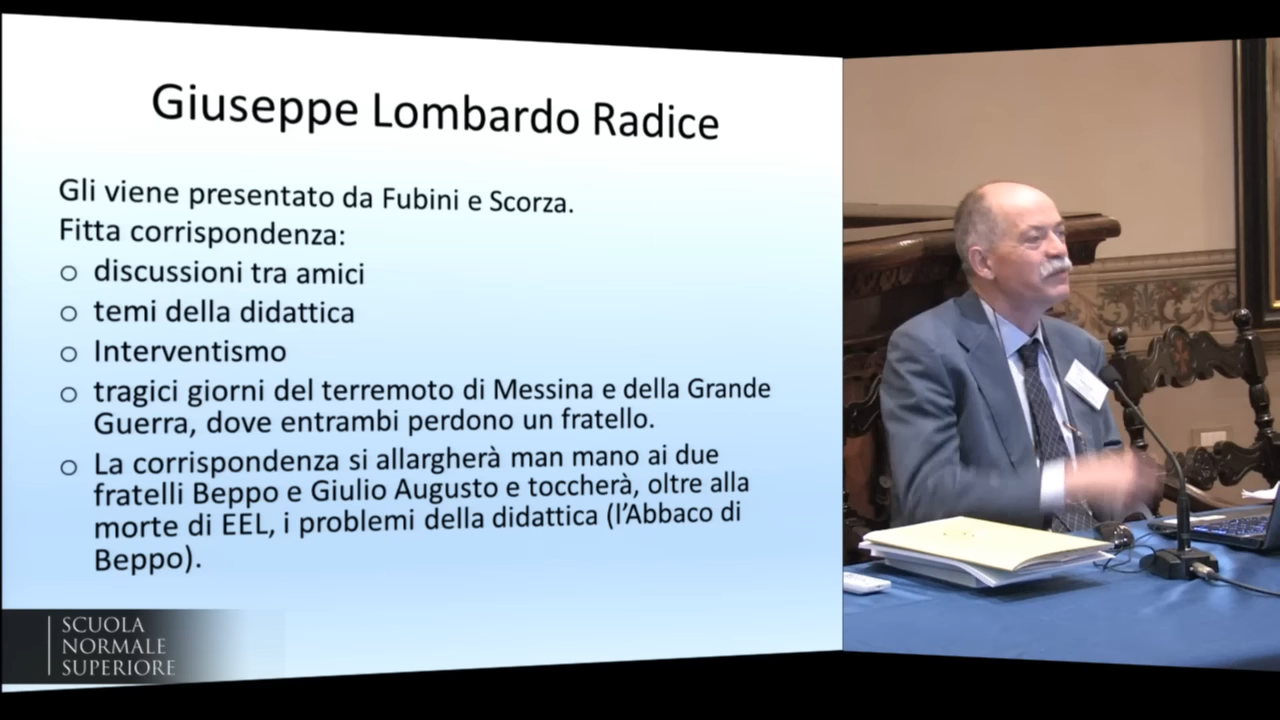 Giuseppe Lombardo Radice
Gli viene presentato da Fubini e Scorza.
Fitta corrispondenza:
o discussioni tra amici
o temi della didattica
o Interventismo
o tragici giorni del terremoto di Messina e della Grande
Guerra, dove entrambi perdono un fratello.
o La corrispondenza si allargherà man mano ai due
fratelli Beppo e Giulio Augusto e toccherà, oltre alla
morte di EEL, i problemi della didattica (l’Abbaco di
Beppo).
SCUOLA
NORMALE
SUPERIORE